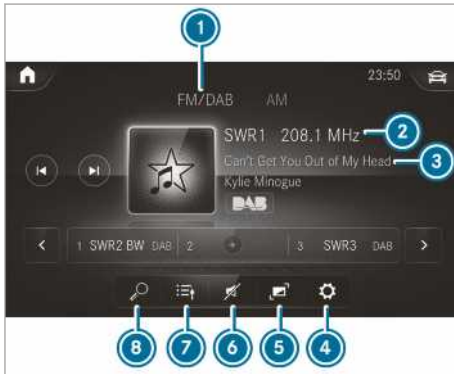 1
23:50
FM/DAB AM
SWR1 208.1 MHz 2
Can't Get You Out of My Head 3
Kylie Minogue
DAB
1 SWR2 BW DAB 2 3 SWR3 DAB
8 7 6 5 4